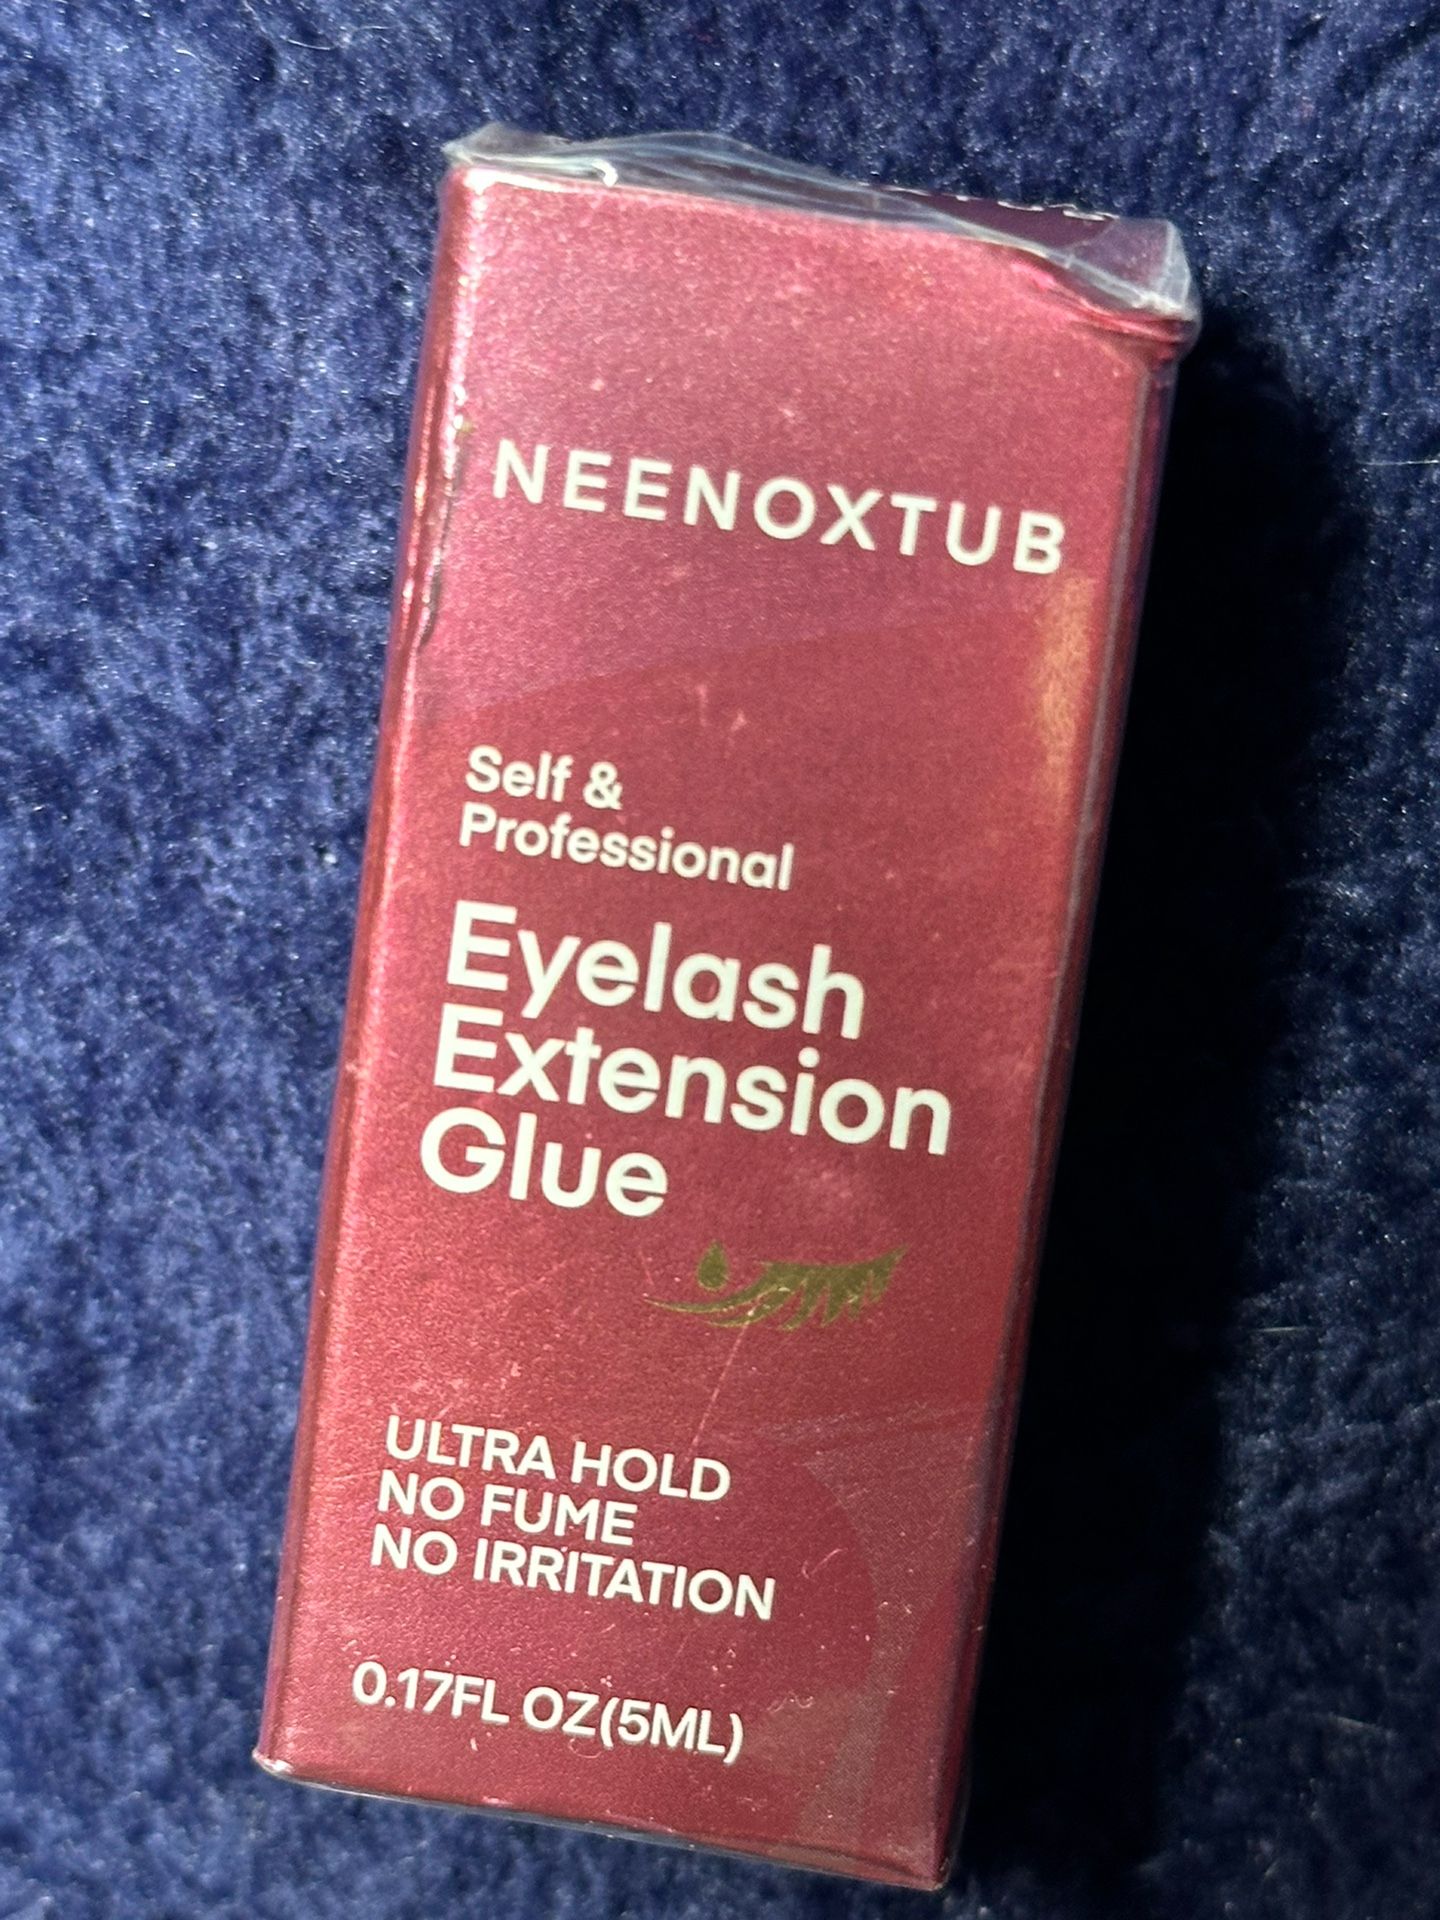 NEENOXTUB
Self &
Professional
Eyelash
Extension
Glue
ULTRA HOLD
NO FUME
NO IRRITATION
0.17FL OZ(5ML)